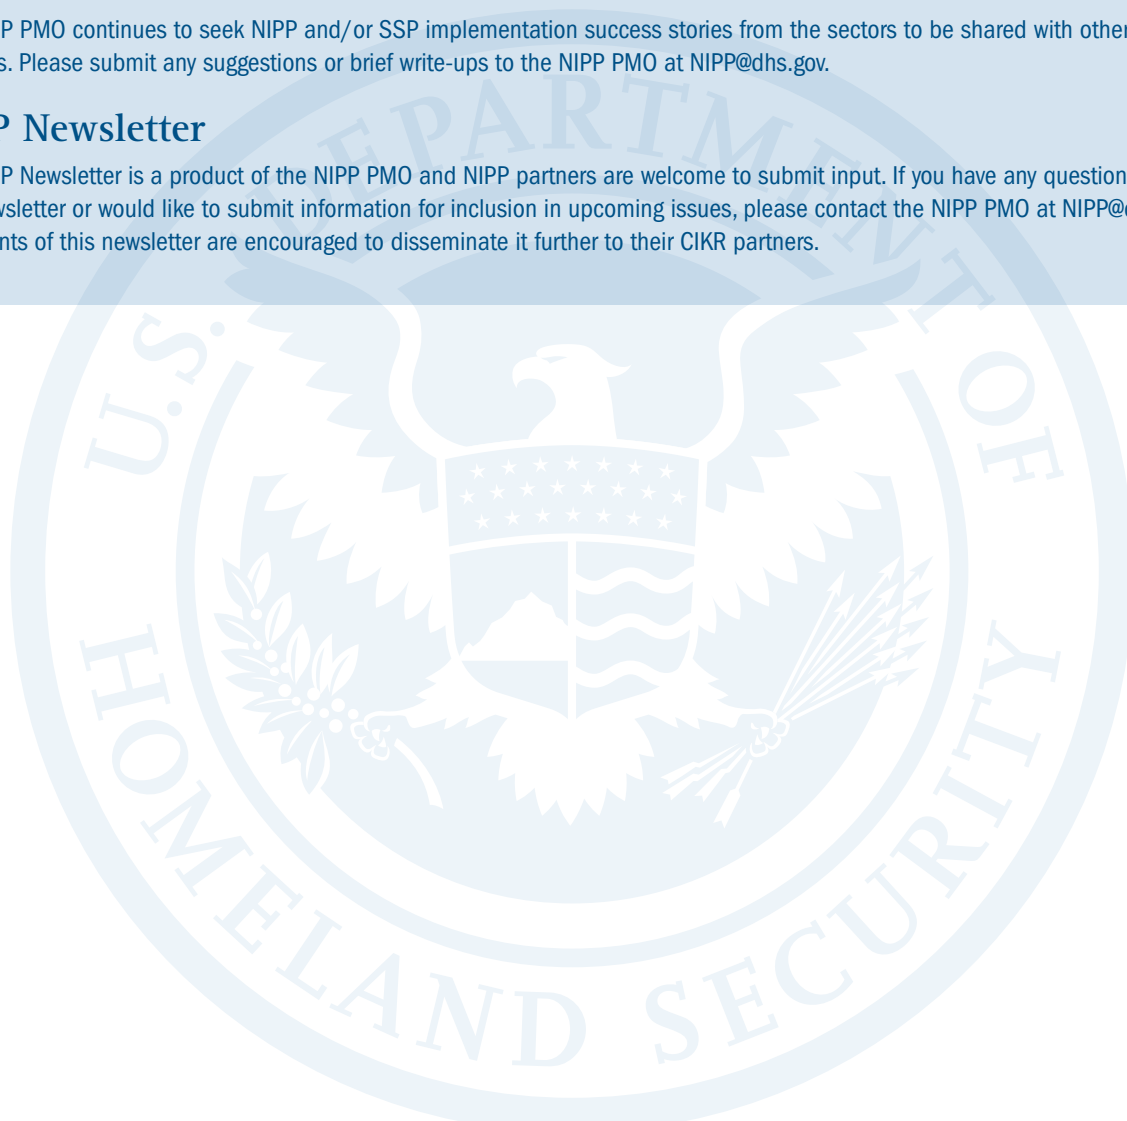 P PMO continues to seek NIPP and/or SSP implementation success stories from the sectors to be shared with other
s. Please submit any suggestions or brief write-ups to the NIPP PMO at NIPP@dhs.gov.
P Newsletter
P Newsletter is a product of the NIPP PMO and NIPP partners are welcome to submit input. If you have any question
wsletter or would like to submit information for inclusion in upcoming issues, please contact the NIPP PMO at NIPP@
nts of this newsletter are encouraged to disseminate it further to their CIKR partners.
U.S. DEPARTMENT OF
HOMELAND SECURITY